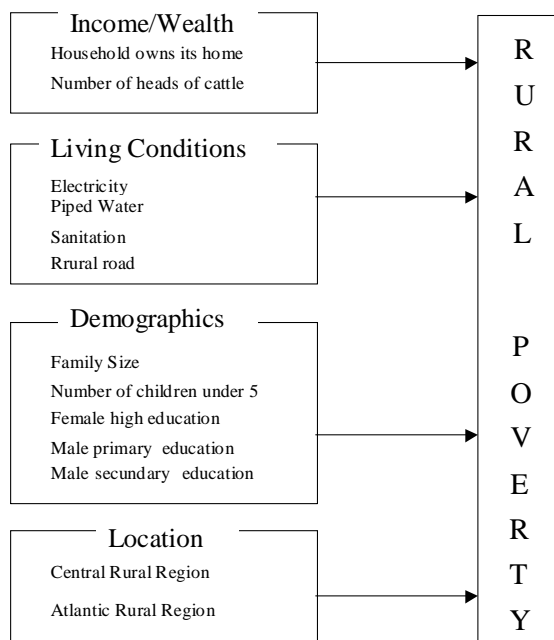 Income/Wealth
Household owns its home
Number of heads of cattle
Living Conditions
Electricity
Piped Water
Sanitation
Rrural road
Demographics
Family Size
Number of children under 5
Female high education
Male primary education
Male secundary education
Location
Central Rural Region
Atlantic Rural Region
RURAL POVERTY